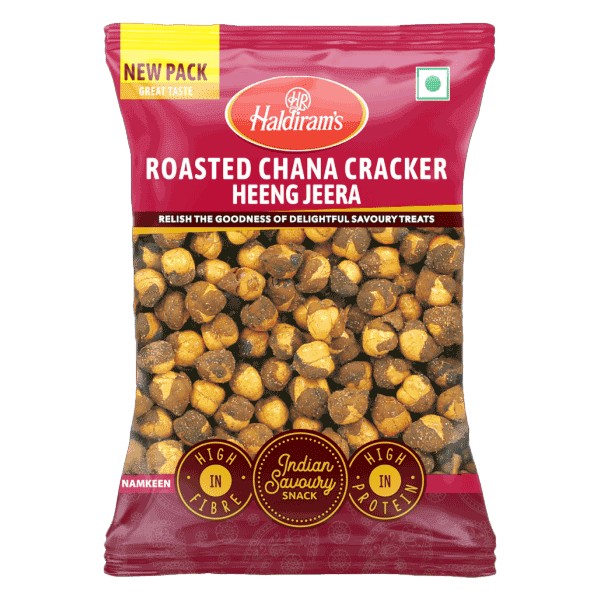 NEW PACK
GREAT TASTE
HR
Haldiram's
ROASTED CHANA CRACKER
HEENG JEERA
RELISH THE GOODNESS OF DELIGHTFUL SAVOURY TREATS
NAMKEEN
HIGH
IN
FIBRE
Indian
Savoury
SNACK
HIGH
IN
PROTEIN